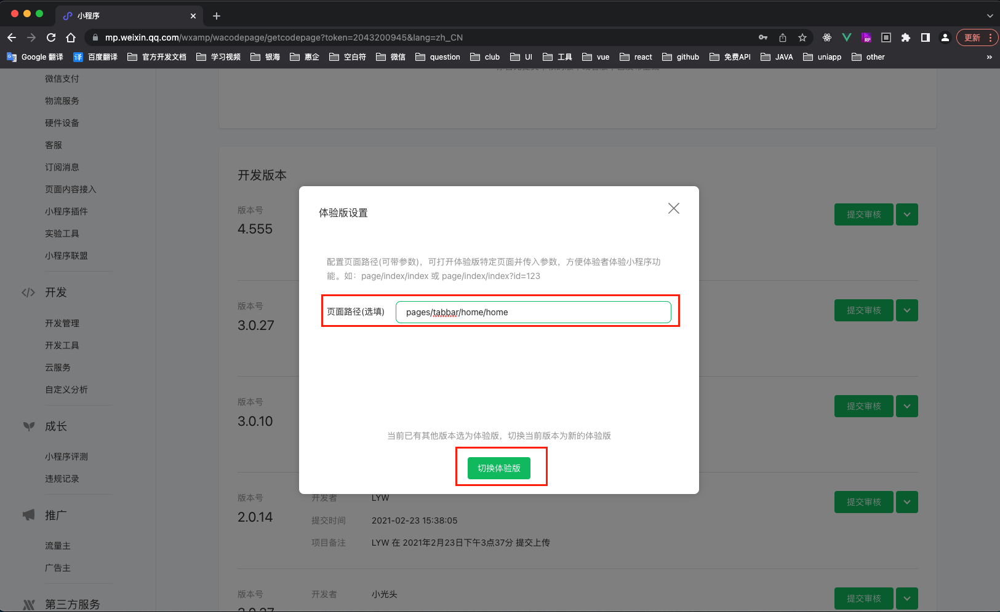 小程序
mp.weixin.qq.com/wxamp/wacodepage/getcodepage?token=2043200945&lang=zh_CN
RP
更新
Google 翻译
译 百度翻译
官方开发文档
学习视频
银海
惠企
空白符
微信
question
club
UI
工具
vue
react
github
免费API
JAVA
uniapp
other
微信支付
物流服务
硬件设备
客服
订阅消息
页面内容接入
小程序插件
实验工具
小程序联盟
开发
开发管理
开发工具
云服务
自定义分析
成长
小程序评测
违规记录
推广
流量主
广告主
第三方服务
开发版本
版本号
4.555
提交审核
版本号
3.0.27
提交审核
版本号
3.0.10
提交审核
体验版设置
配置页面路径(可带参数)，可打开体验版特定页面并传入参数，方便体验者体验小程序功
能。如：page/index/index 或 page/index/index?id=123
页面路径(选填) pages/tabbar/home/home
当前已有其他版本选为体验版，切换当前版本为新的体验版
切换体验版
版本号 开发者 LYW
2.0.14
提交审核
提交时间 2021-02-23 15:38:05
项目备注 LYW 在 2021年2月23日下午3点37分 提交上传
版本号 开发者 小光头
提交审核